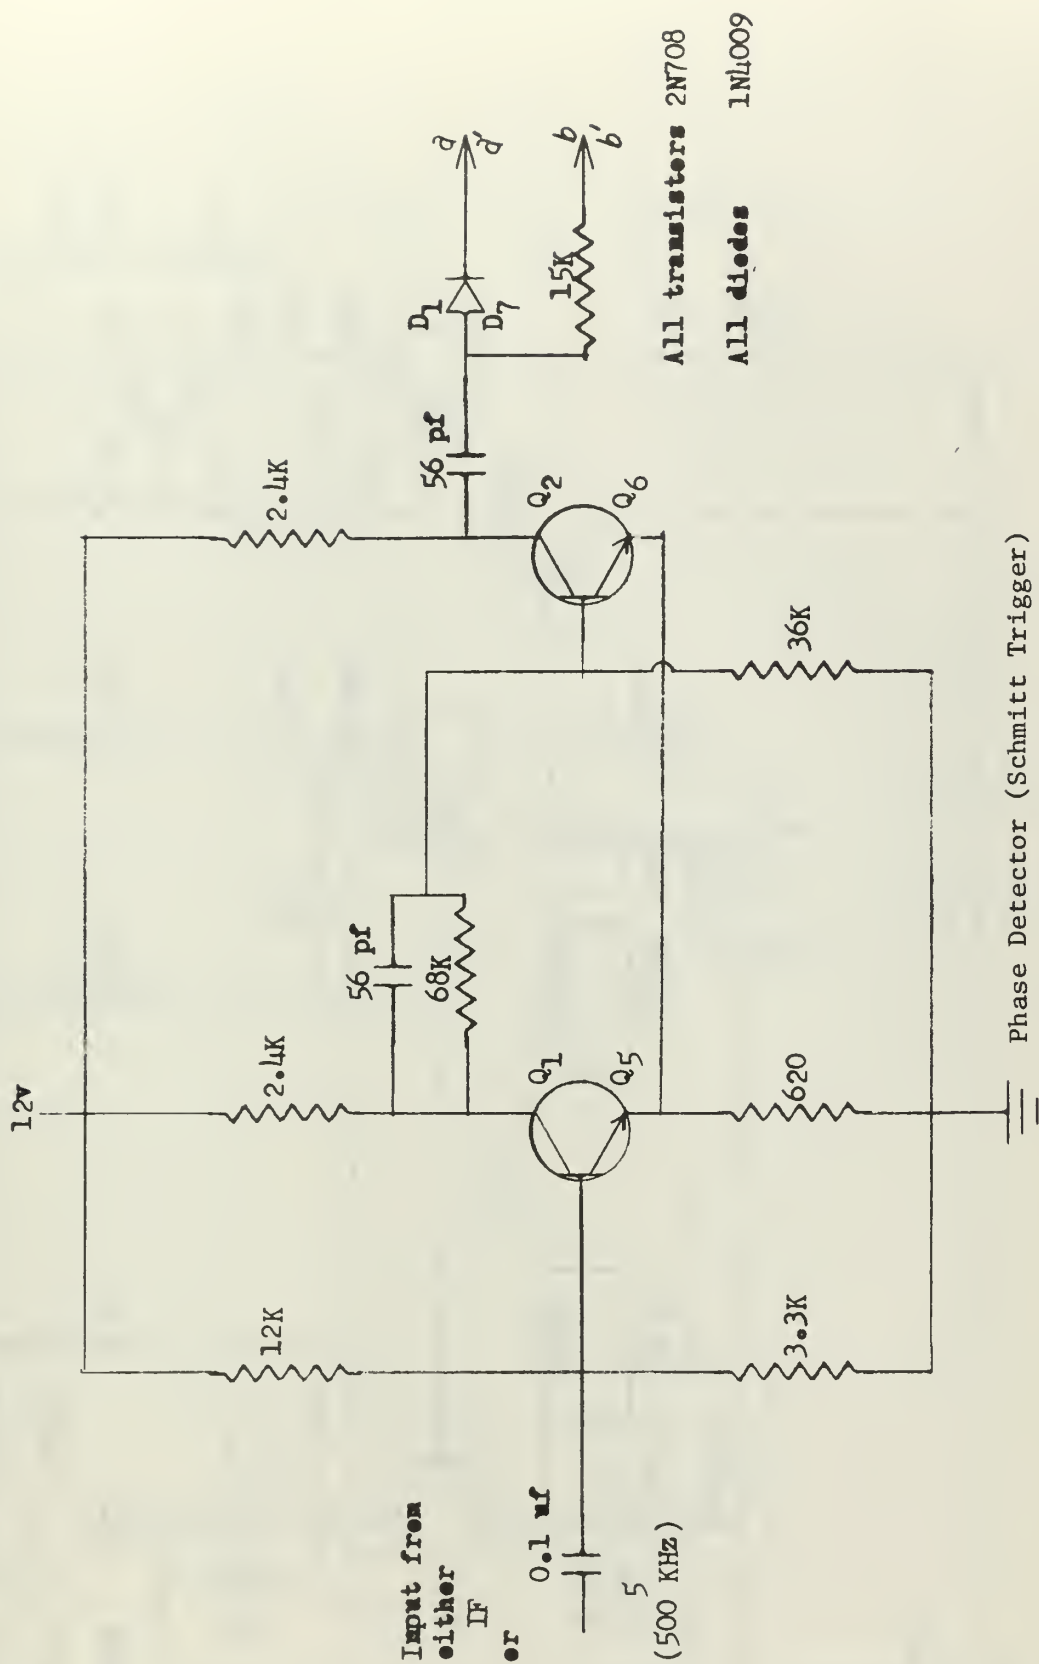 12v
12K
2.4K
2.4K
Input from
either
IF
or
5
(500 KHz)
0.1 uf
3.3K
56 pf
68K
Q1
Q5
620
36K
56 pf
Q2
Q6
D1
D7
15K
a
a'
b
b'
All transistors 2N708
All diodes 1N4009
Phase Detector (Schmitt Trigger)